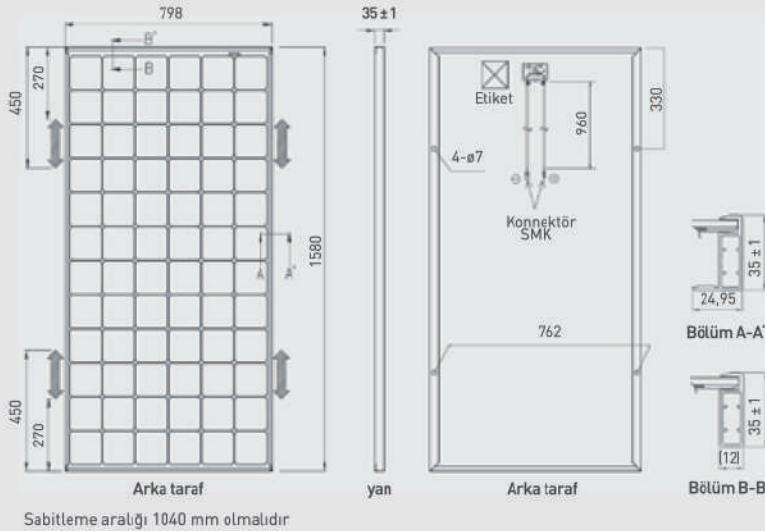 798
35 ± 1
B'
B
270
450
Etiket
960
330
4-ø7
Konnektör
SMK
A A'
1580
35 ± 1
24,95
Bölüm A-A'
762
450
270
35 ± 1
(12)
Bölüm B-B
Arka taraf
yan
Arka taraf
Sabitleme aralığı 1040 mm olmalıdır